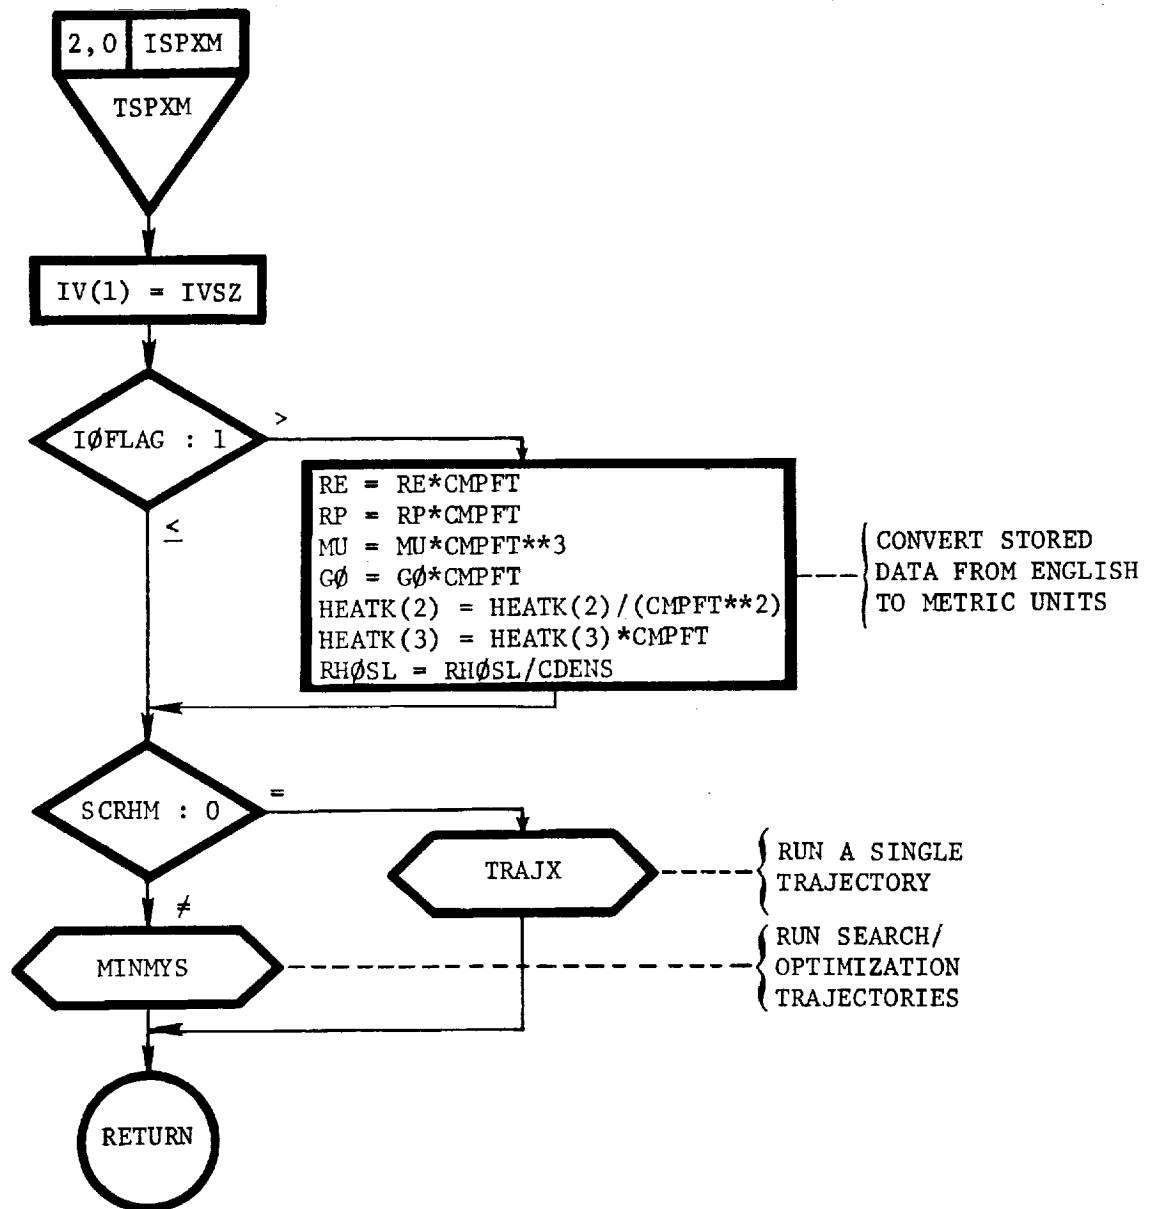 2,0 ISPXM
TSPXM
IV(1) = IVSZ
IØFLAG : 1
>
≤
RE = RE*CMPFT
RP = RP*CMPFT
MU = MU*CMPFT**3
GØ = GØ*CMPFT
HEATK(2) = HEATK(2)/(CMPFT**2)
HEATK(3) = HEATK(3)*CMPFT
RHØSL = RHØSL/CDENS
CONVERT STORED
DATA FROM ENGLISH
TO METRIC UNITS
SCRHM : 0
=
≠
TRAJX
RUN A SINGLE
TRAJECTORY
MINMYS
RUN SEARCH/
OPTIMIZATION
TRAJECTORIES
RETURN